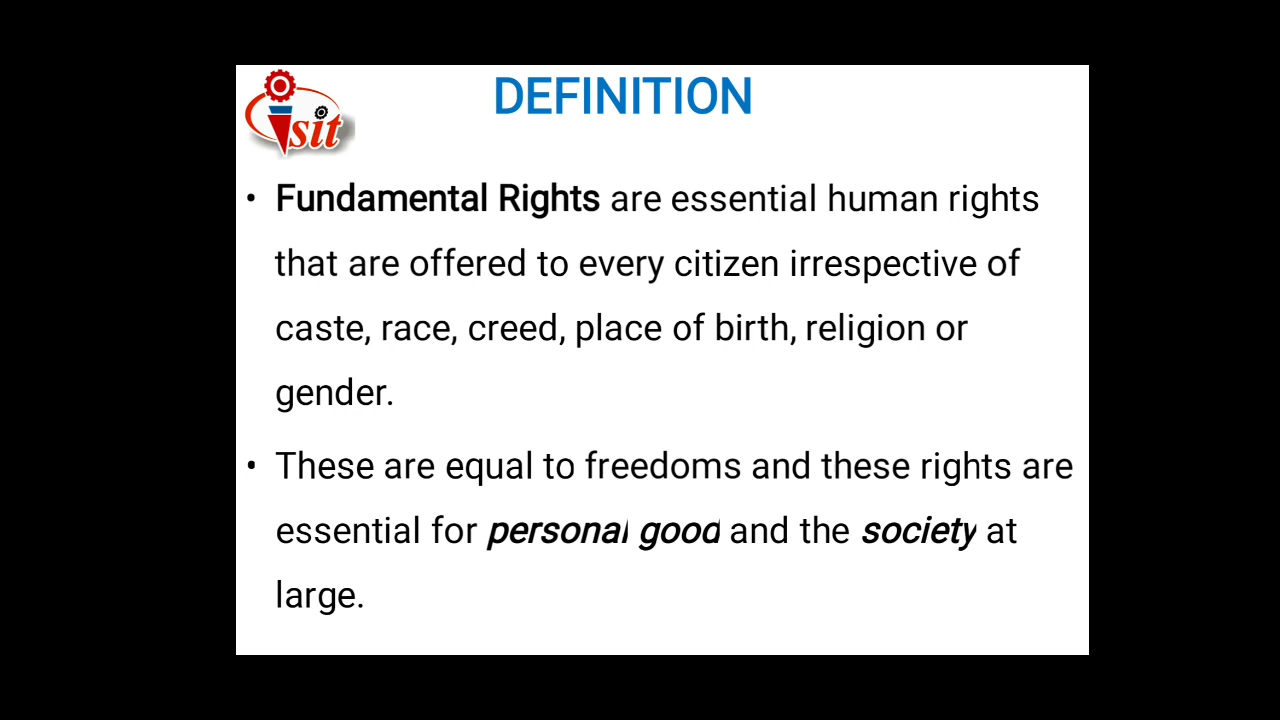 isit
DEFINITION
• Fundamental Rights are essential human rights
that are offered to every citizen irrespective of
caste, race, creed, place of birth, religion or
gender.
• These are equal to freedoms and these rights are
essential for personal good and the society at
large.